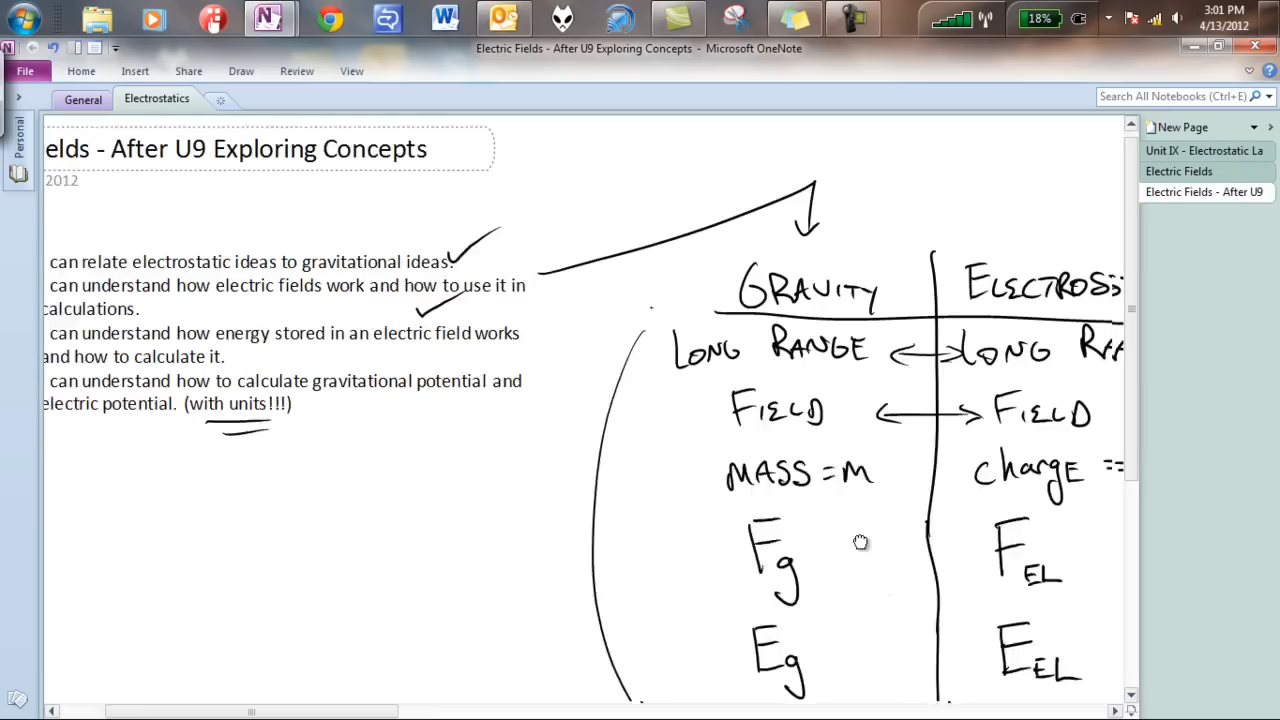 3:01 PM
18%
4/13/2012
Electric Fields - After U9 Exploring Concepts - Microsoft OneNote
File Home Insert Share Draw Review View
General Electrostatics
Search All Notebooks (Ctrl+E)
Personal
New Page
Unit IX - Electrostatic La
Electric Fields
Electric Fields - After U9
elds - After U9 Exploring Concepts
2012
can relate electrostatic ideas to gravitational ideas.
can understand how electric fields work and how to use it in
calculations.
can understand how energy stored in an electric field works
and how to calculate it.
can understand how to calculate gravitational potential and
electric potential. (with units!!!)
GRAVITY ELECTROS
LONG RANGE LONG RA
FIELD FIELD
MASS = M charge =
Fg FEL
Eg EEL